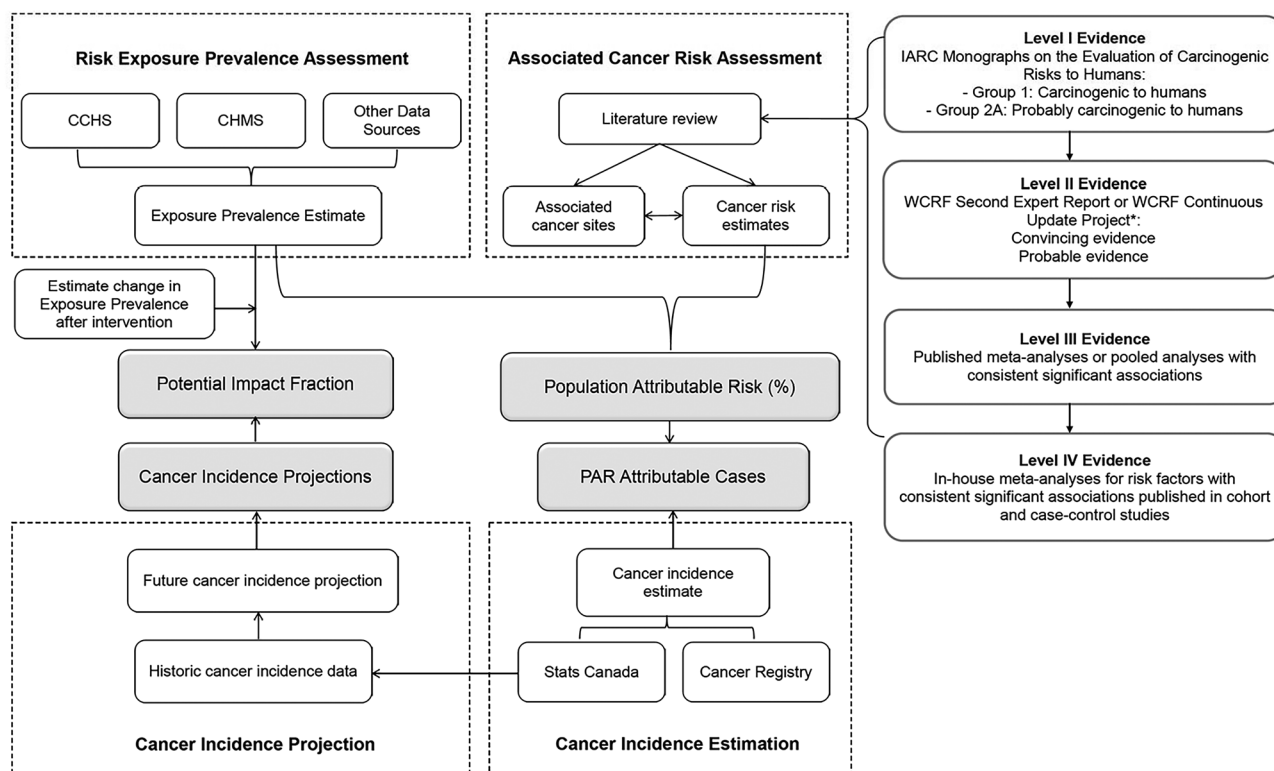 Risk Exposure Prevalence Assessment
CCHS
CHMS
Other Data
Sources
Exposure Prevalence Estimate
Estimate change in
Exposure Prevalence
after intervention
Associated Cancer Risk Assessment
Literature review
Associated
cancer sites
Cancer risk
estimates
Level I Evidence
IARC Monographs on the Evaluation of Carcinogenic
Risks to Humans:
- Group 1: Carcinogenic to humans
- Group 2A: Probably carcinogenic to humans
Level II Evidence
WCRF Second Expert Report or WCRF Continuous
Update Project*:
Convincing evidence
Probable evidence
Level III Evidence
Published meta-analyses or pooled analyses with
consistent significant associations
Level IV Evidence
In-house meta-analyses for risk factors with
consistent significant associations published in cohort
and case-control studies
Potential Impact Fraction
Population Attributable Risk (%)
Cancer Incidence Projections
PAR Attributable Cases
Future cancer incidence projection
Historic cancer incidence data
Cancer Incidence Projection
Cancer incidence
estimate
Stats Canada
Cancer Registry
Cancer Incidence Estimation